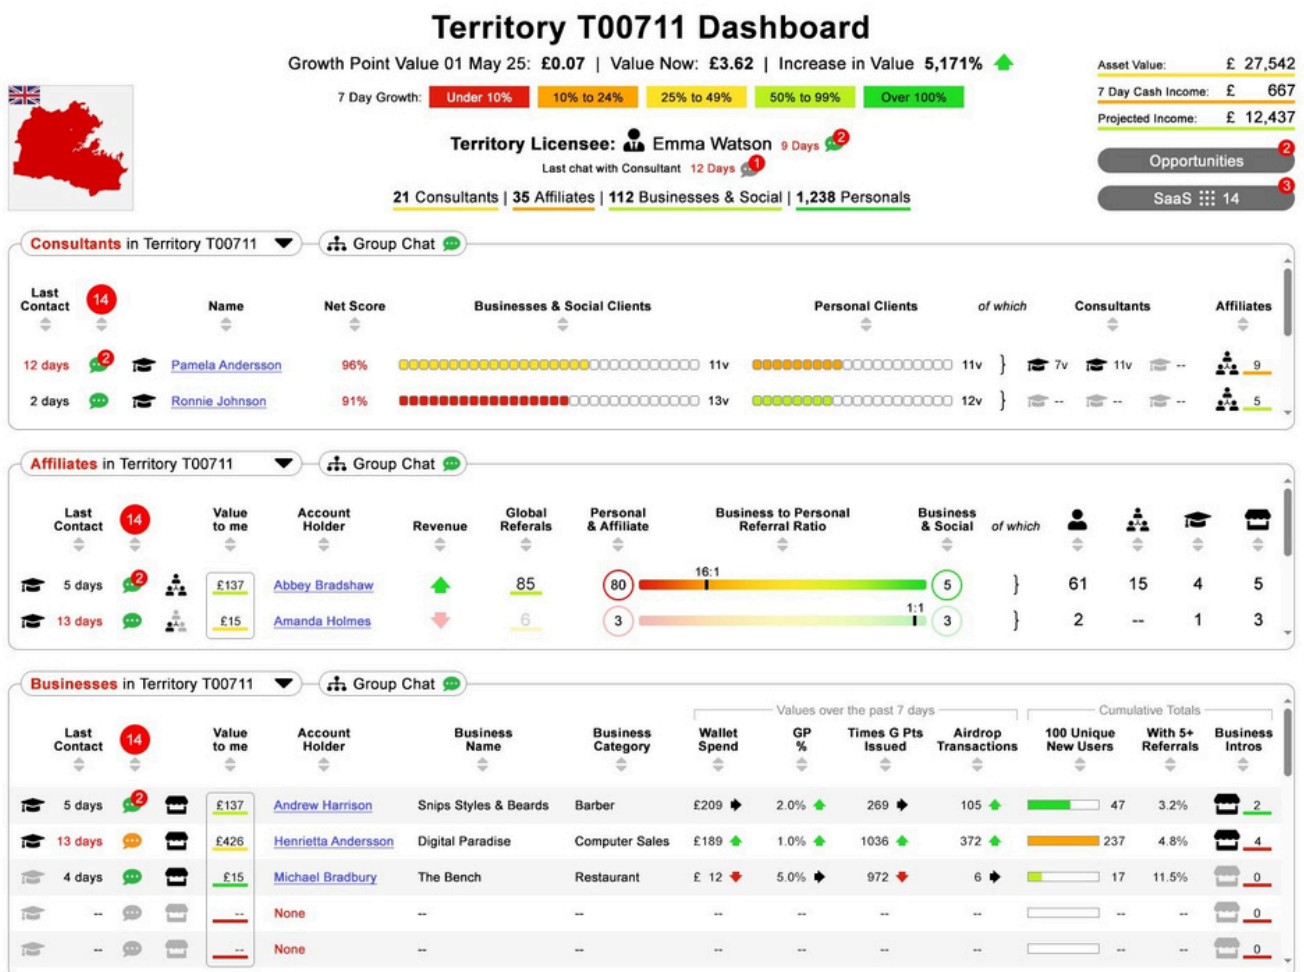 Territory T00711 Dashboard
Growth Point Value 01 May 25: £0.07 | Value Now: £3.62 | Increase in Value 5,171%
7 Day Growth: Under 10% 10% to 24% 25% to 49% 50% to 99% Over 100%
Territory Licensee: Emma Watson 9 Days 2
Last chat with Consultant 12 Days 1
21 Consultants | 35 Affiliates | 112 Businesses & Social | 1,238 Personals
Asset Value: £ 27,542
7 Day Cash Income: £ 667
Projected Income: £ 12,437
Opportunities 2
SaaS 14 3
Consultants in Territory T00711 Group Chat
Last Contact 14 Name Net Score Businesses & Social Clients Personal Clients of which Consultants Affiliates
12 days 2 Pamela Andersson 96% 11v 11v } 7v 11v -- 9
2 days Ronnie Johnson 91% 13v 12v } -- -- -- 5
Affiliates in Territory T00711 Group Chat
Last Contact 14 Value to me Account Holder Revenue Global Referals Personal & Affiliate Business to Personal Referral Ratio Business & Social of which
5 days 2 £137 Abbey Bradshaw 85 80 16:1 5 } 61 15 4 5
13 days £15 Amanda Holmes 6 3 1:1 3 } 2 -- 1 3
Businesses in Territory T00711 Group Chat
Values over the past 7 days Cumulative Totals
Last Contact 14 Value to me Account Holder Business Name Business Category Wallet Spend GP % Times G Pts Issued Airdrop Transactions 100 Unique New Users With 5+ Referrals Business Intros
5 days 2 £137 Andrew Harrison Snips Styles & Beards Barber £209 2.0% 269 105 47 3.2% 2
13 days £426 Henrietta Andersson Digital Paradise Computer Sales £189 1.0% 1036 372 237 4.8% 4
4 days £15 Michael Bradbury The Bench Restaurant £ 12 5.0% 972 6 17 11.5% 0
-- -- None -- -- -- -- -- -- -- -- 0
-- -- None -- -- -- -- -- -- -- -- 0